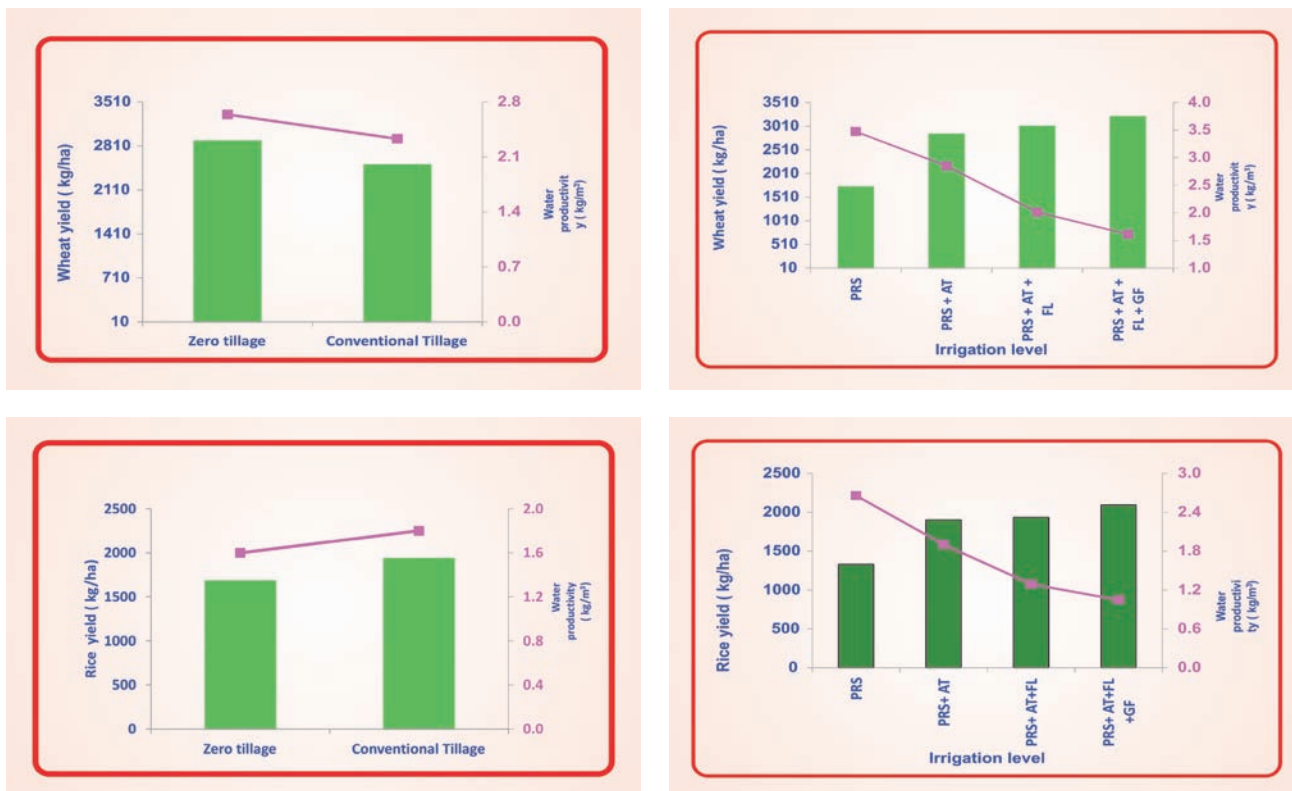 3510
2810
2110
1410
710
10
Wheat yield ( kg/ha)
2.8
2.1
1.4
0.7
0.0
Water
productivit
y ( kg/m³)
Zero tillage
Conventional Tillage
3510
3010
2510
2010
1510
1010
510
10
Wheat yield ( kg/ha)
4.0
3.5
3.0
2.5
2.0
1.5
1.0
Water
productivit
y ( kg/m³)
PRS
PRS + AT
PRS + AT +
FL
PRS + AT +
FL + GF
Irrigation level
2500
2000
1500
1000
500
0
Rice yield ( kg/ha)
2.0
1.6
1.2
0.8
0.4
0.0
Water
productivity
( kg/m³)
Zero tillage
Conventional Tillage
2500
2000
1500
1000
500
0
Rice yield ( kg/ha)
3.0
2.4
1.8
1.2
0.6
0.0
Water
productivi
ty ( kg/m³)
PRS
PRS+ AT
PRS+ AT+FL
PRS+ AT+FL
+GF
Irrigation level